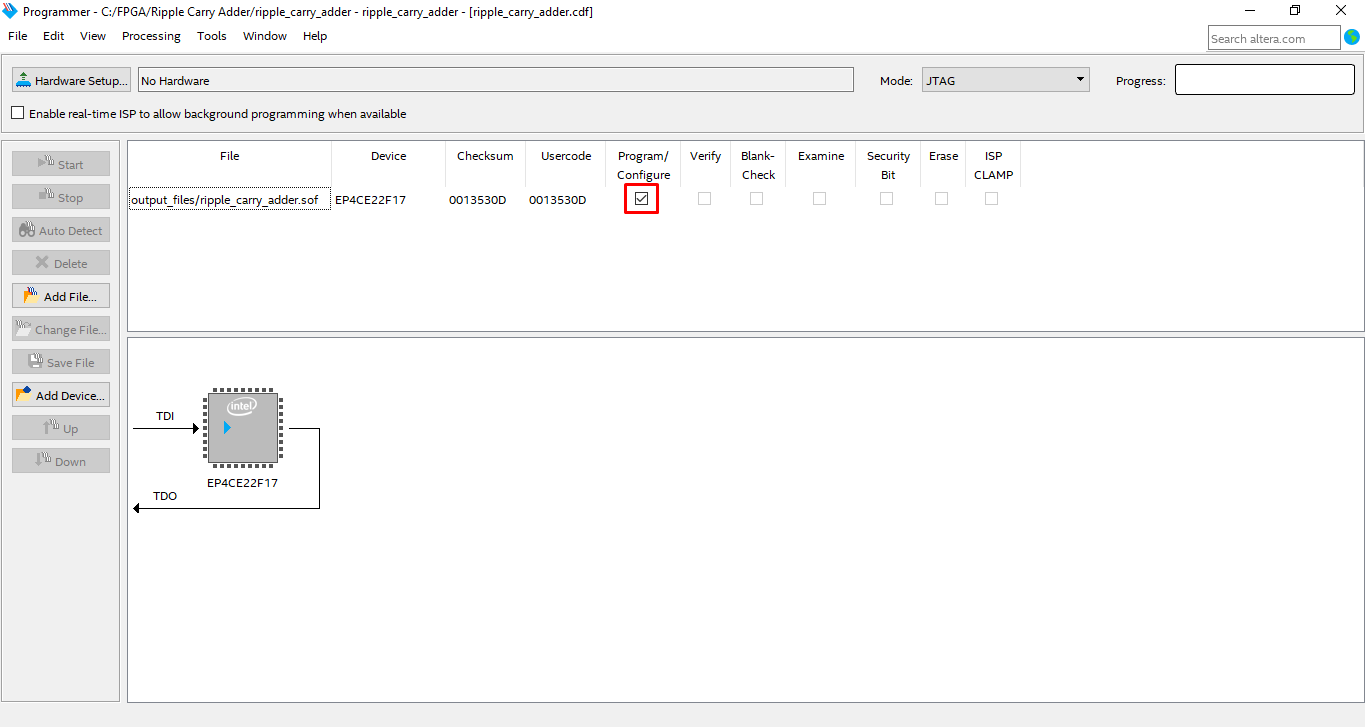 Programmer - C:/FPGA/Ripple Carry Adder/ripple_carry_adder - ripple_carry_adder - [ripple_carry_adder.cdf]
File Edit View Processing Tools Window Help
Search altera.com
Hardware Setup... No Hardware Mode: JTAG Progress:
Enable real-time ISP to allow background programming when available
Start
Stop
Auto Detect
Delete
Add File...
Change File...
Save File
Add Device...
Up
Down
File Device Checksum Usercode Program/ Verify Blank- Examine Security Erase ISP
Configure Check Bit CLAMP
output_files/ripple_carry_adder.sof EP4CE22F17 0013530D 0013530D
intel
TDI
EP4CE22F17
TDO